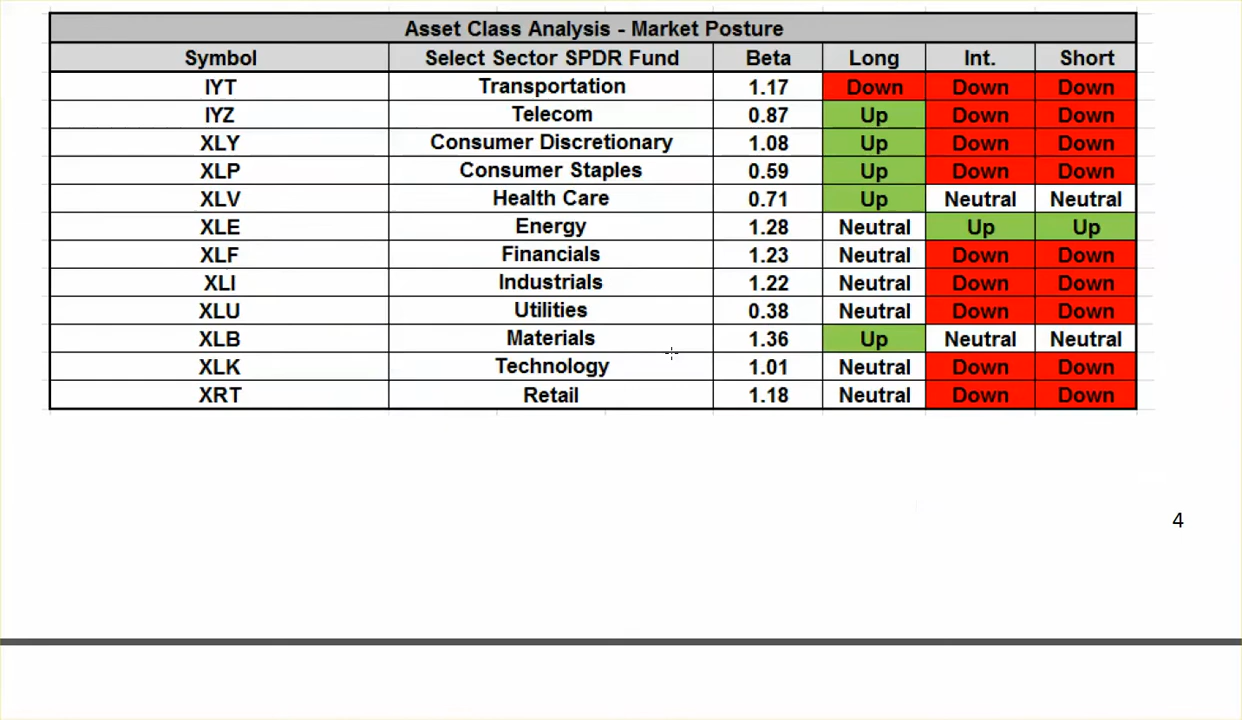 Asset Class Analysis - Market Posture
Symbol Select Sector SPDR Fund Beta Long Int. Short
IYT Transportation 1.17 Down Down Down
IYZ Telecom 0.87 Up Down Down
XLY Consumer Discretionary 1.08 Up Down Down
XLP Consumer Staples 0.59 Up Down Down
XLV Health Care 0.71 Up Neutral Neutral
XLE Energy 1.28 Neutral Up Up
XLF Financials 1.23 Neutral Down Down
XLI Industrials 1.22 Neutral Down Down
XLU Utilities 0.38 Neutral Down Down
XLB Materials 1.36 Up Neutral Neutral
XLK Technology 1.01 Neutral Down Down
XRT Retail 1.18 Neutral Down Down
4